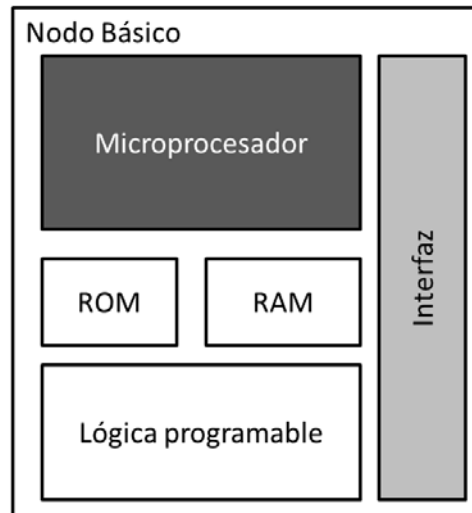 Nodo Básico
Microprocesador
ROM
RAM
Lógica programable
Interfaz